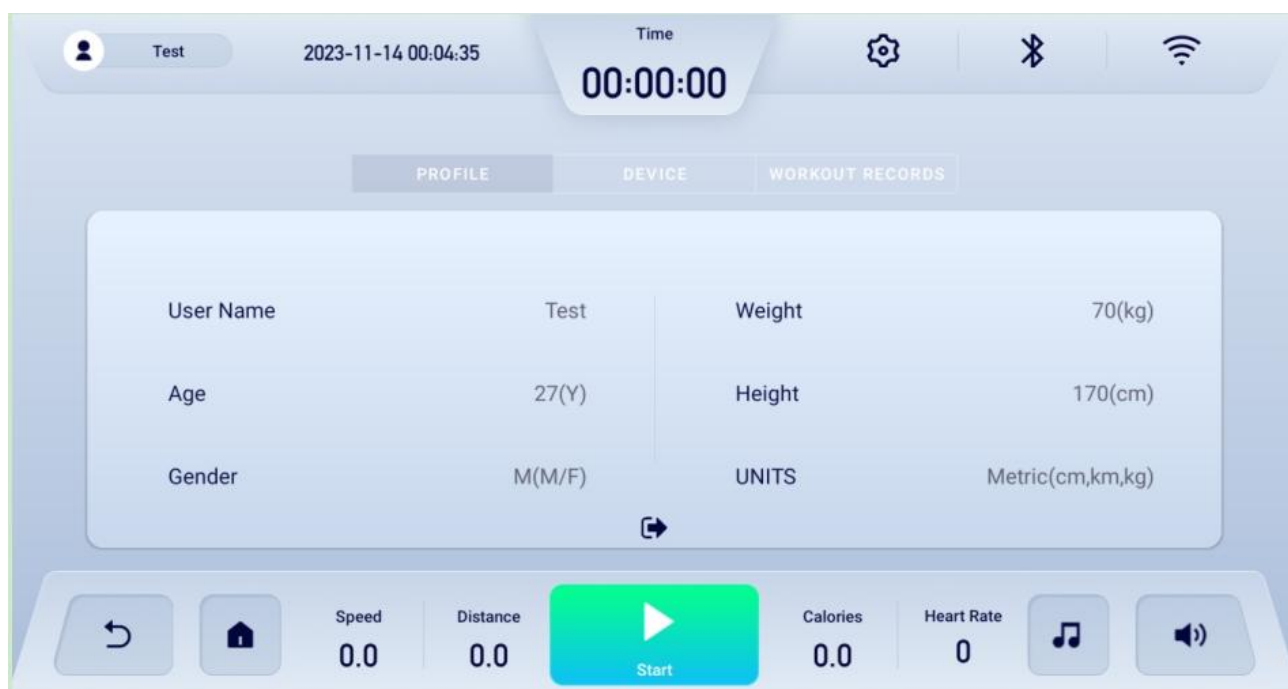 Test
2023-11-14 00:04:35
Time
00:00:00
PROFILE
DEVICE
WORKOUT RECORDS
User Name
Test
Weight
70(kg)
Age
27(Y)
Height
170(cm)
Gender
M(M/F)
UNITS
Metric(cm,km,kg)
Speed
0.0
Distance
0.0
Start
Calories
0.0
Heart Rate
0